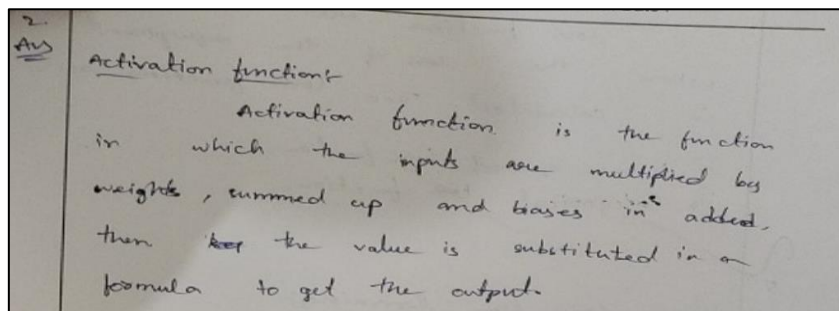 2.
Ans
Activation function:-
Activation function is the function
in which the inputs are multiplied by
weights, summed up and biases is added,
then the value is substituted in a
formula to get the output.